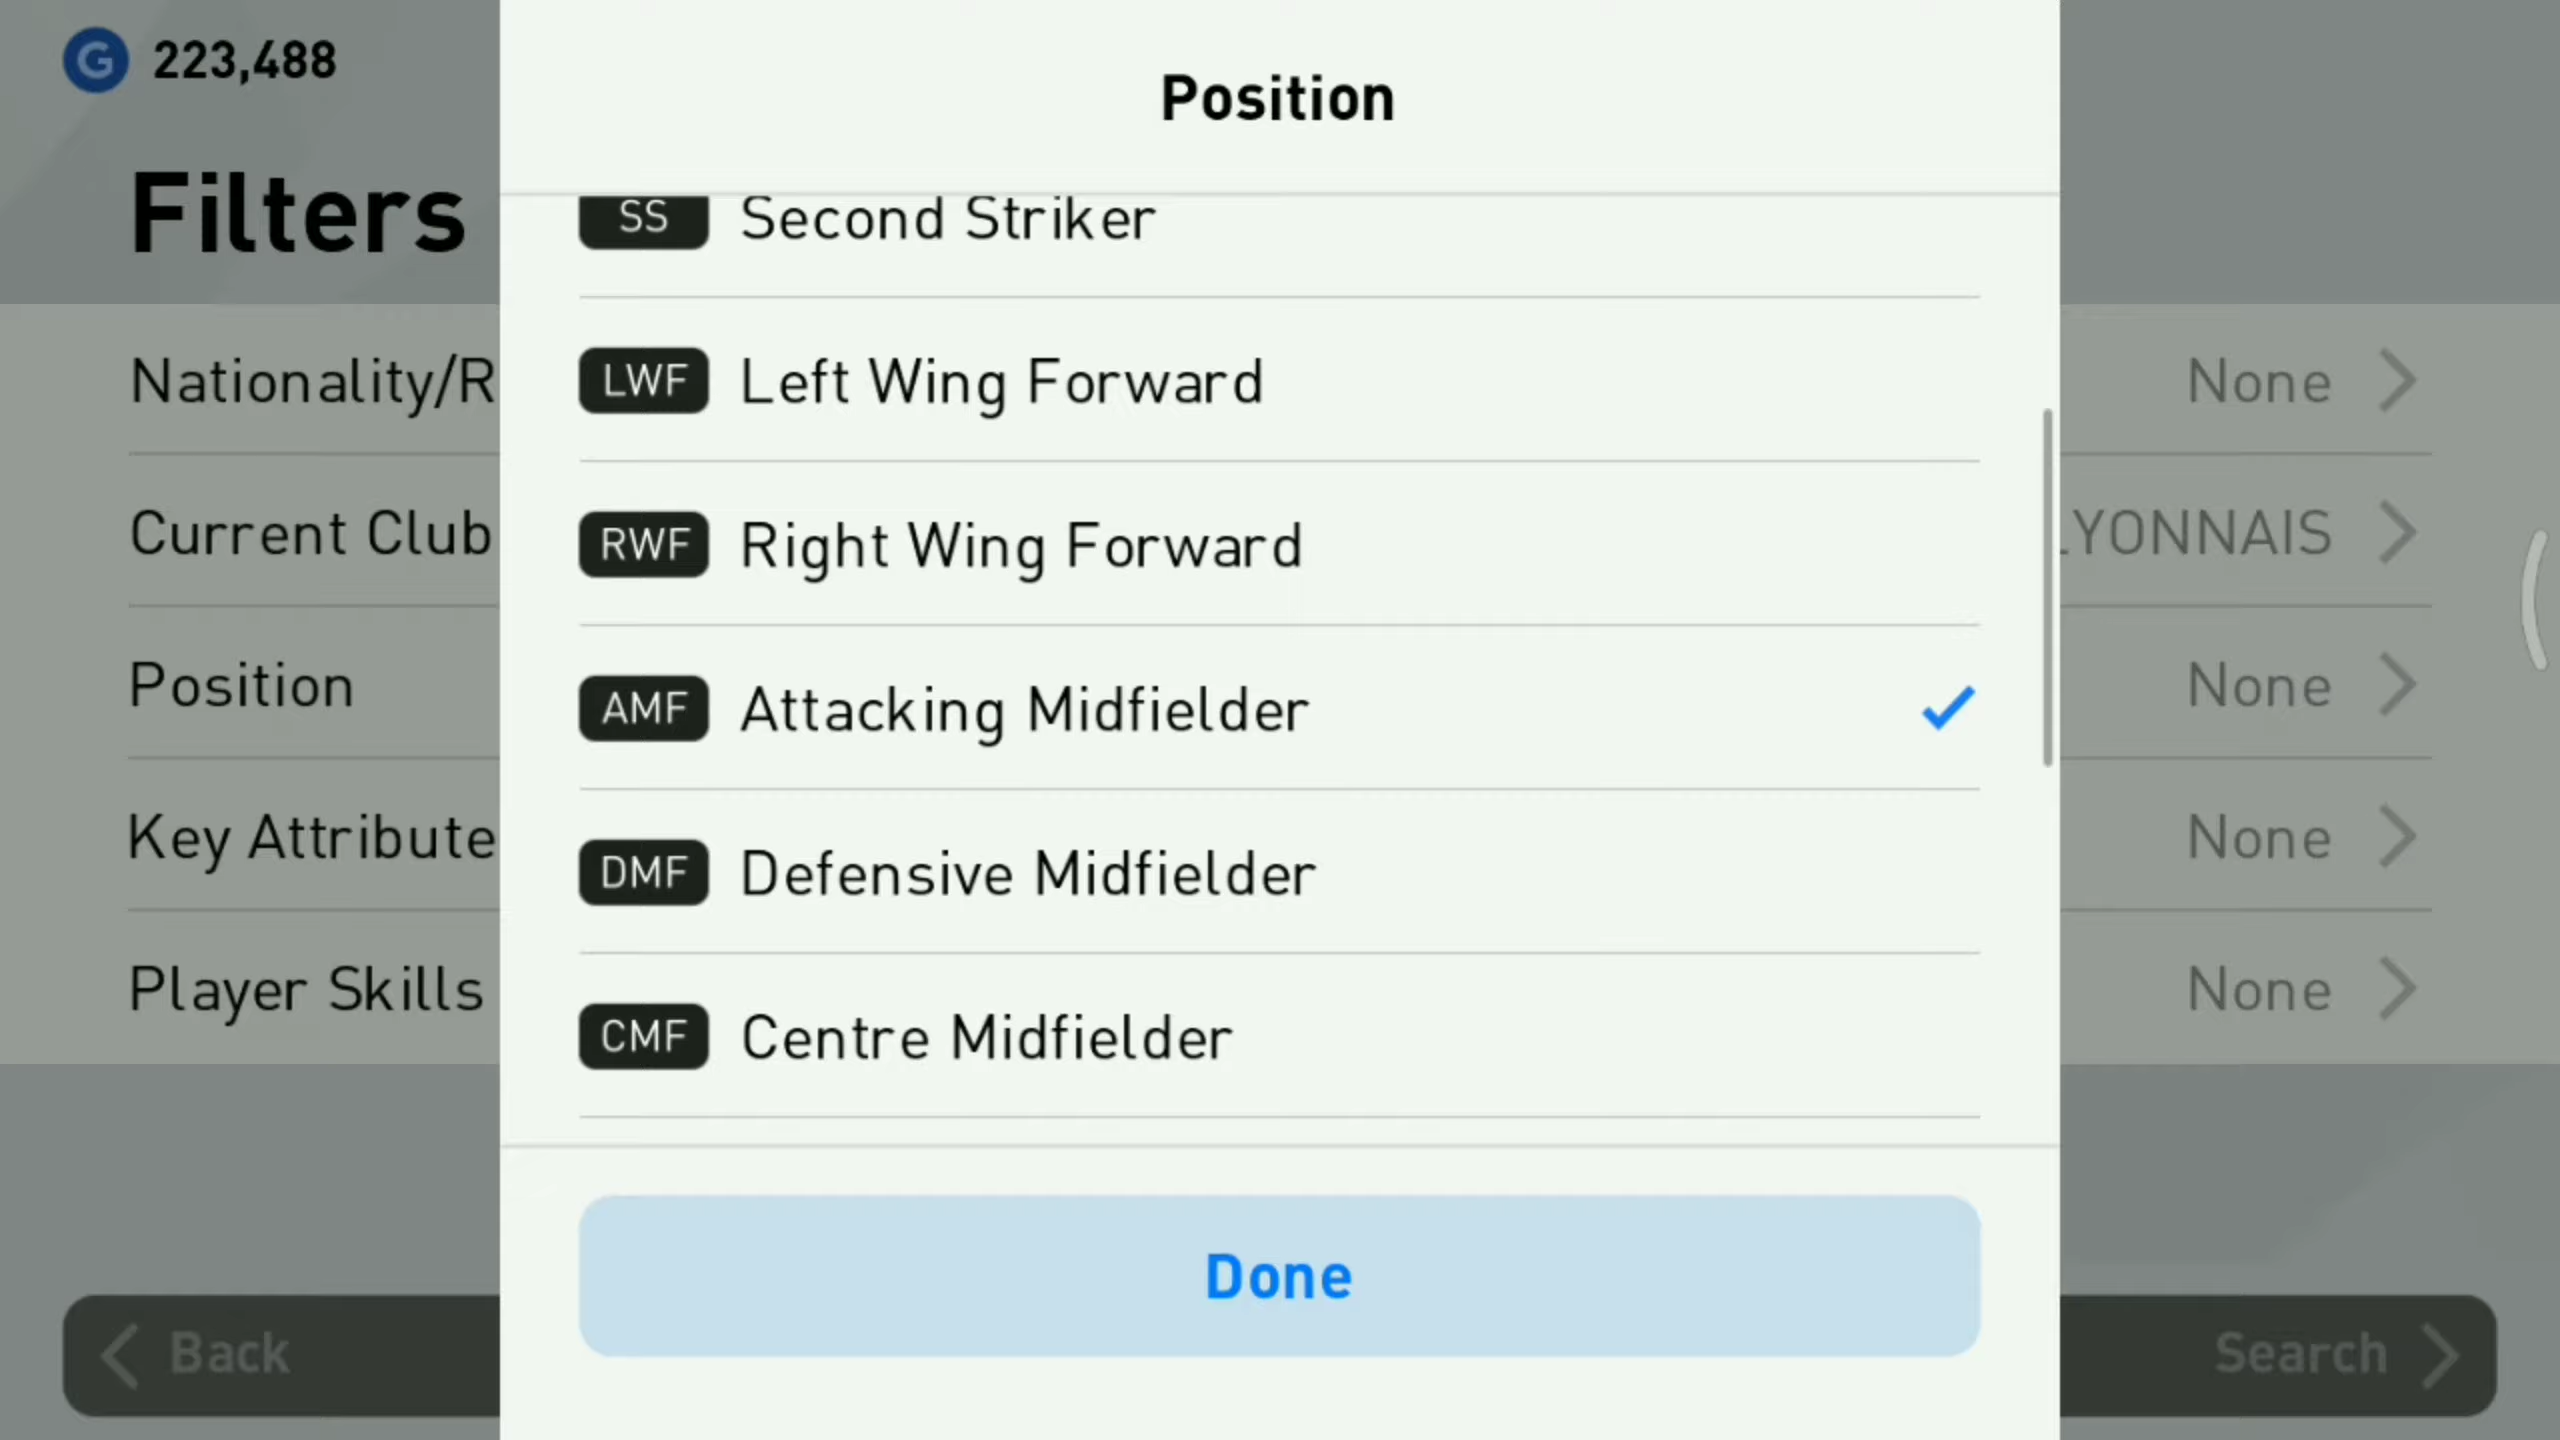 G 223,488
Filters
Position
SS Second Striker
LWF Left Wing Forward
RWF Right Wing Forward
AMF Attacking Midfielder
DMF Defensive Midfielder
CMF Centre Midfielder
Done
Nationality/R
None
Current Club
LYONNAIS
Position
None
Key Attribute
None
Player Skills
None
Back
Search